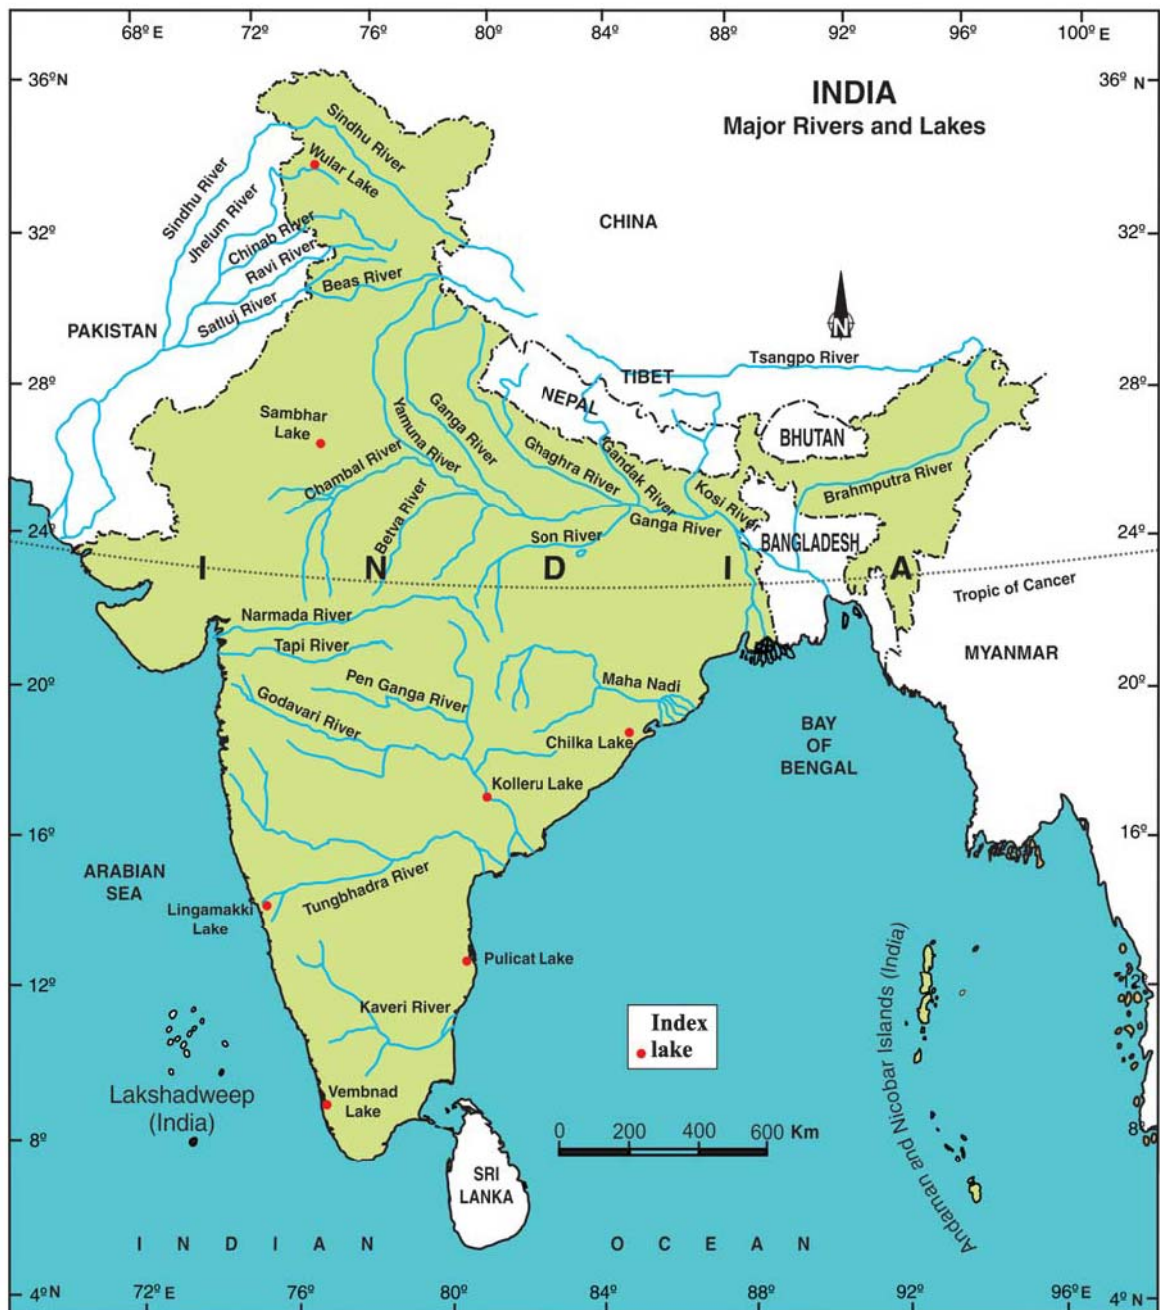 68º E 72º 76º 80º 84º 88º 92º 96º 100º E
36º N
36º N
INDIA
Major Rivers and Lakes
Sindhu River
Wular Lake
Sindhu River
Jhelum River
CHINA
Chinab River
32º
32º
Ravi River
Beas River
Satluj River
PAKISTAN
N
Tsangpo River
TIBET
28º
28º
NEPAL
Sambhar
Lake
BHUTAN
Yamuna River
Ganga River
Chambal River
Ghaghra River
Gandak River
Kosi River
Brahmputra River
Betva River
Ganga River
24º
24º
Son River
BANGLADESH
I N D I A
Tropic of Cancer
Narmada River
Tapi River
MYANMAR
Pen Ganga River
Maha Nadi
20º
20º
Godavari River
BAY
OF
BENGAL
Chilka Lake
Kolleru Lake
16º
16º
ARABIAN
SEA
Tungbhadra River
Lingamakki
Lake
Pulicat Lake
12º
12º
Kaveri River
Index
lake
Andaman and Nicobar Islands (India)
Lakshadweep
(India)
Vembnad
Lake
8º
8
0 200 400 600 Km
SRI
LANKA
INDIAN OCEAN
4º N
4º N
72º E 76º 80º 84º 88º 92º 96º E